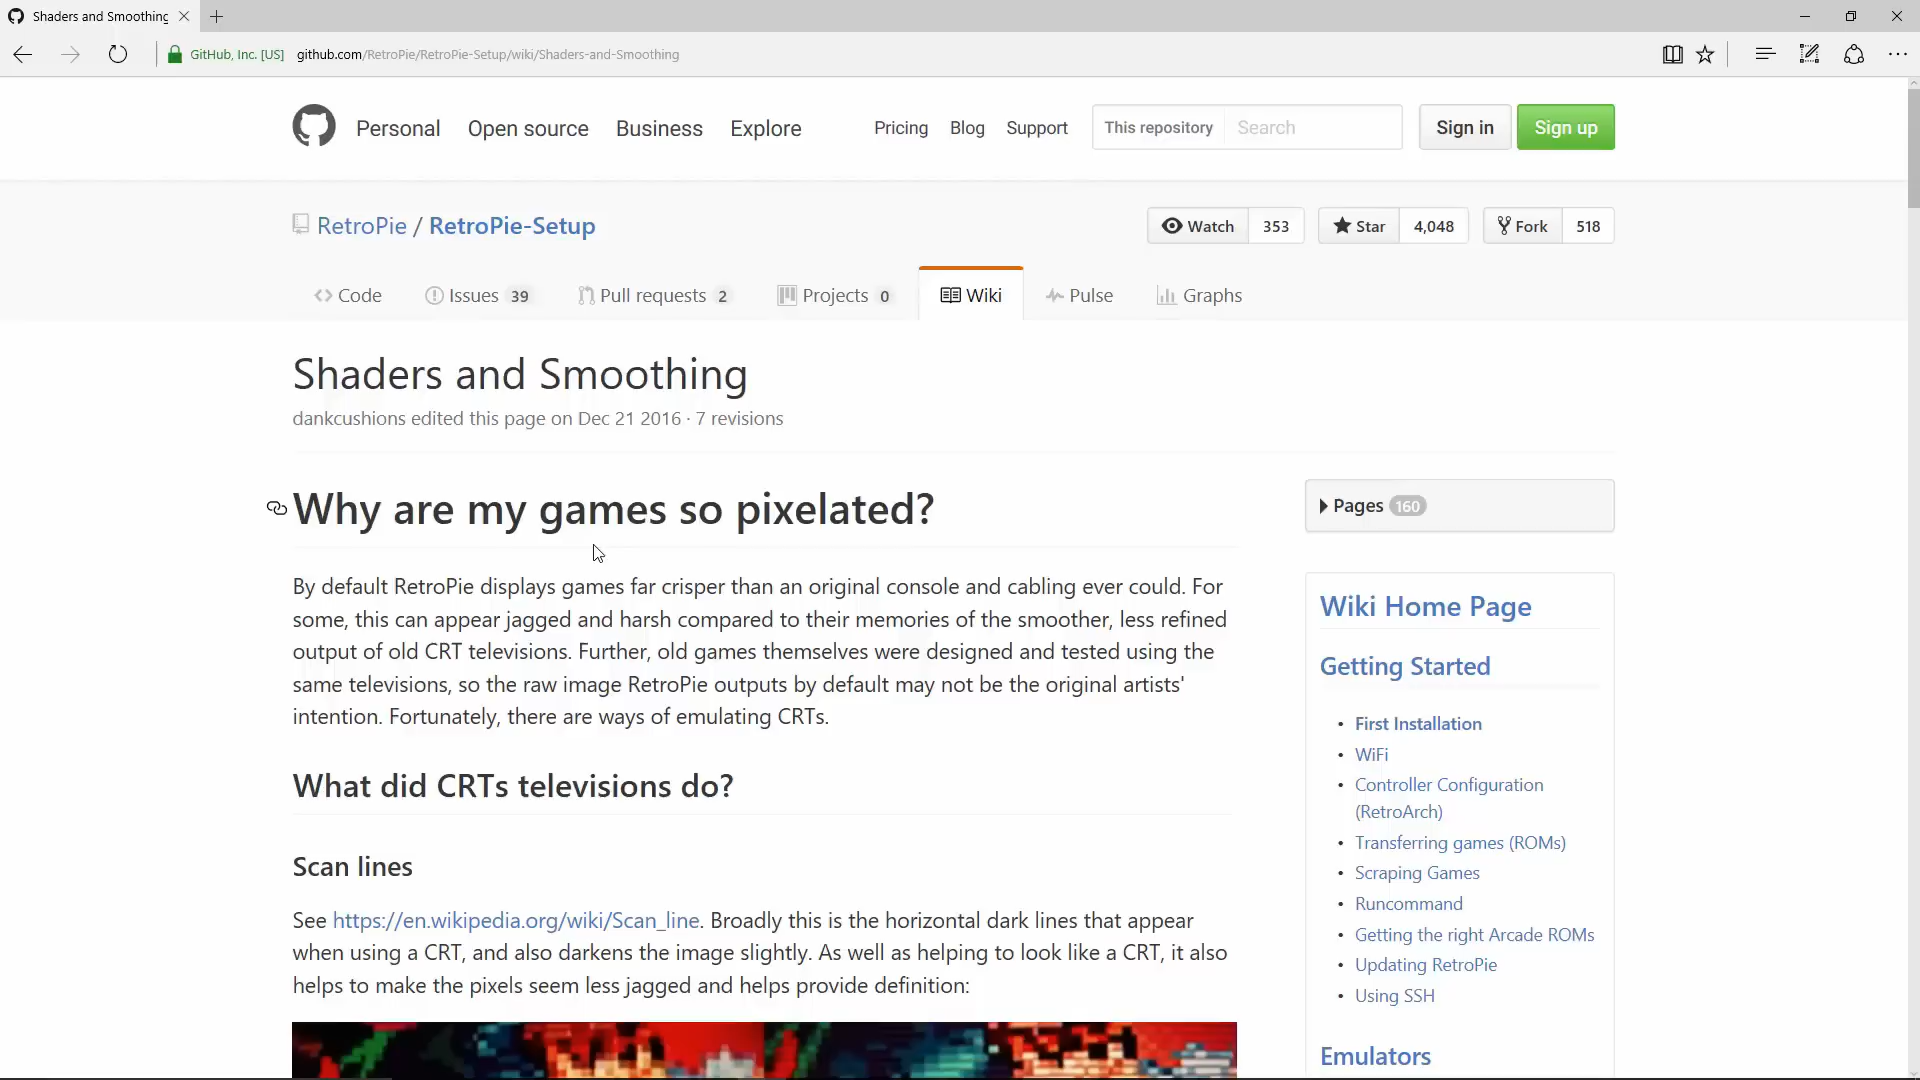 Shaders and Smoothing
GitHub, Inc. [US] github.com/RetroPie/RetroPie-Setup/wiki/Shaders-and-Smoothing
Personal Open source Business Explore Pricing Blog Support This repository Search Sign in Sign up
RetroPie / RetroPie-Setup Watch 353 Star 4,048 Fork 518
Code Issues 39 Pull requests 2 Projects 0 Wiki Pulse Graphs
Shaders and Smoothing
dankcushions edited this page on Dec 21 2016 · 7 revisions
Why are my games so pixelated?
By default RetroPie displays games far crisper than an original console and cabling ever could. For
some, this can appear jagged and harsh compared to their memories of the smoother, less refined
output of old CRT televisions. Further, old games themselves were designed and tested using the
same televisions, so the raw image RetroPie outputs by default may not be the original artists'
intention. Fortunately, there are ways of emulating CRTs.
What did CRTs televisions do?
Scan lines
See https://en.wikipedia.org/wiki/Scan_line. Broadly this is the horizontal dark lines that appear
when using a CRT, and also darkens the image slightly. As well as helping to look like a CRT, it also
helps to make the pixels seem less jagged and helps provide definition:
Pages 160
Wiki Home Page
Getting Started
• First Installation
• WiFi
• Controller Configuration
(RetroArch)
• Transferring games (ROMs)
• Scraping Games
• Runcommand
• Getting the right Arcade ROMs
• Updating RetroPie
• Using SSH
Emulators